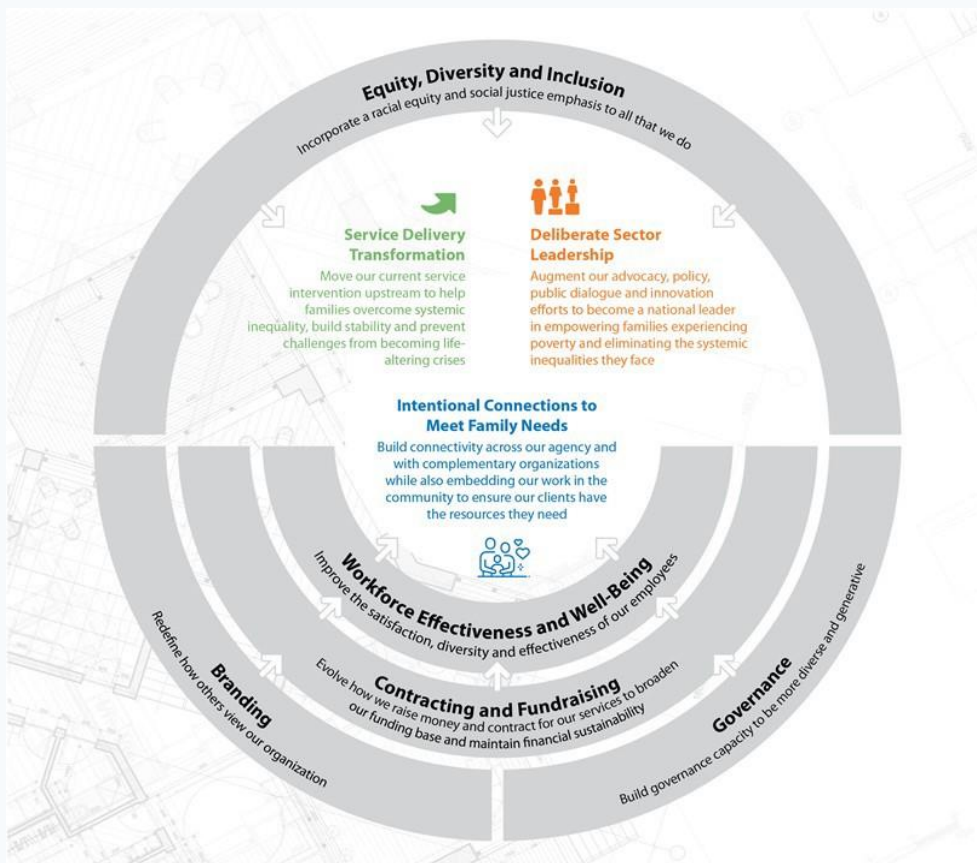 Equity, Diversity and Inclusion
Incorporate a racial equity and social justice emphasis to all that we do
Service Delivery
Transformation
Move our current service
intervention upstream to help
families overcome systemic
inequality, build stability and prevent
challenges from becoming life-
altering crises
Deliberate Sector
Leadership
Augment our advocacy, policy,
public dialogue and innovation
efforts to become a national leader
in empowering families experiencing
poverty and eliminating the systemic
inequalities they face
Intentional Connections to
Meet Family Needs
Build connectivity across our agency and
with complementary organizations
while also embedding our work in the
community to ensure our clients have
the resources they need
Workforce Effectiveness and Well-Being
Improve the satisfaction, diversity and effectiveness of our employees
Contracting and Fundraising
Evolve how we raise money and contract for our services to broaden
our funding base and maintain financial sustainability
Branding
Redefine how others view our organization
Governance
Build governance capacity to be more diverse and generative